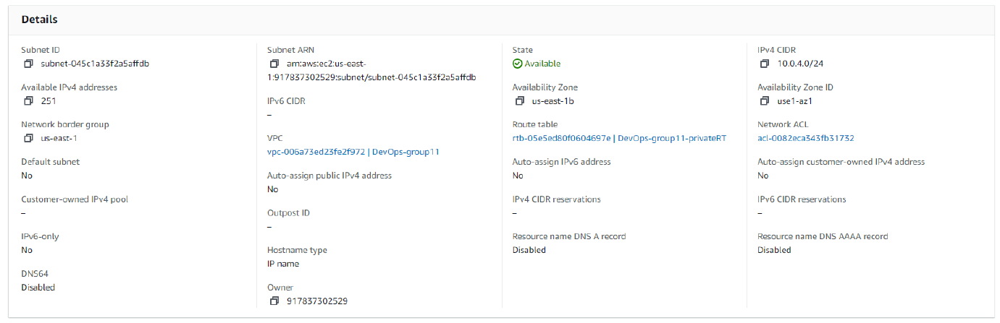 Details
Subnet ID
subnet-045c1a33f2a5affdb
Available IPv4 addresses
251
Network border group
us-east-1
Default subnet
No
Customer-owned IPv4 pool
–
IPv6-only
No
DNS64
Disabled
Subnet ARN
arn:aws:ec2:us-east-
1:917837302529:subnet/subnet-045c1a33f2a5affdb
IPv6 CIDR
–
VPC
vpc-006a73ed23fe2f972 | DevOps-group11
Auto-assign public IPv4 address
No
Outpost ID
–
Hostname type
IP name
Owner
917837302529
State
Available
Availability Zone
us-east-1b
Route table
rtb-05e5ed80f0604697e | DevOps-group11-privateRT
Auto-assign IPv6 address
No
IPv4 CIDR reservations
–
Resource name DNS A record
Disabled
IPv4 CIDR
10.0.4.0/24
Availability Zone ID
use1-az1
Network ACL
acl-0082eca343fb31732
Auto-assign customer-owned IPv4 address
No
IPv6 CIDR reservations
–
Resource name DNS AAAA record
Disabled